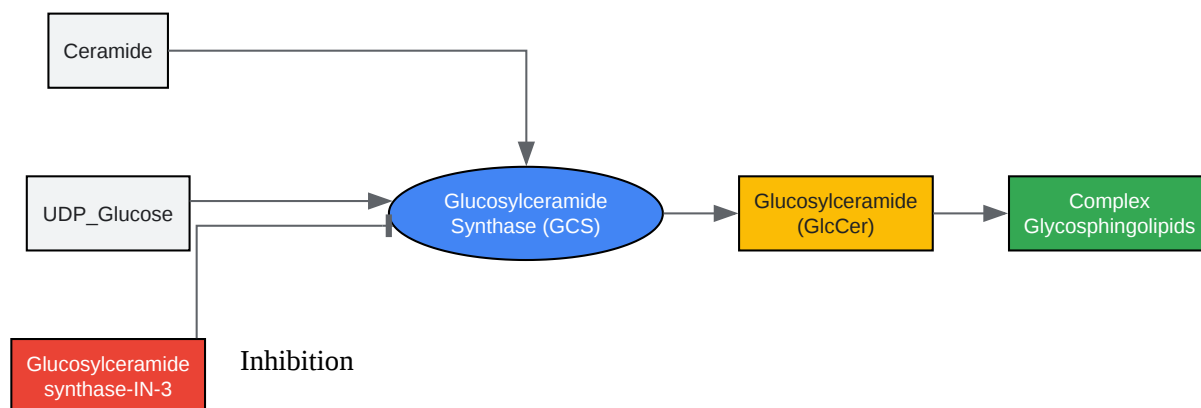 Ceramide
UDP_Glucose
Glucosylceramide
Synthase (GCS)
Glucosylceramide
(GlcCer)
Complex
Glycosphingolipids
Glucosylceramide
synthase-IN-3
Inhibition